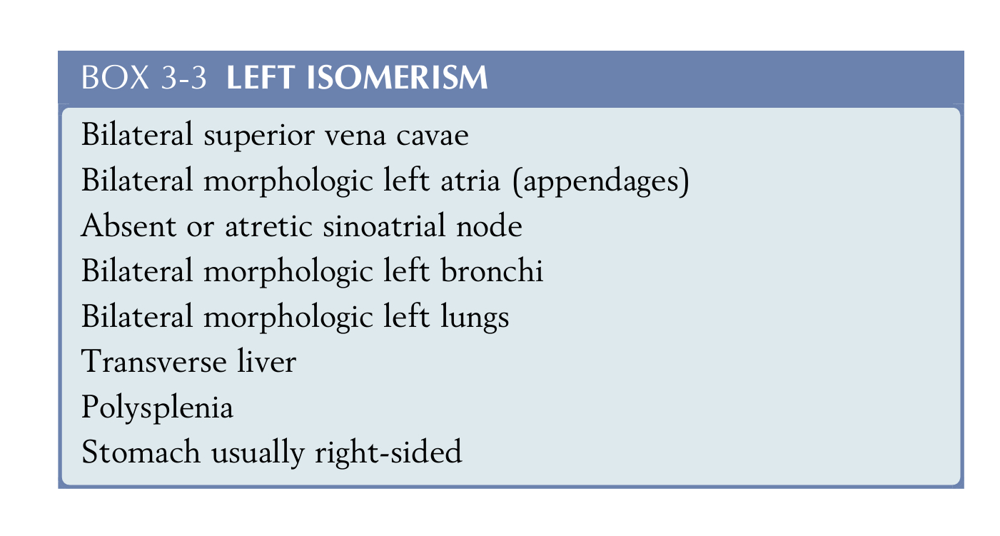 BOX 3-3 LEFT ISOMERISM
Bilateral superior vena cavae
Bilateral morphologic left atria (appendages)
Absent or atretic sinoatrial node
Bilateral morphologic left bronchi
Bilateral morphologic left lungs
Transverse liver
Polysplenia
Stomach usually right-sided